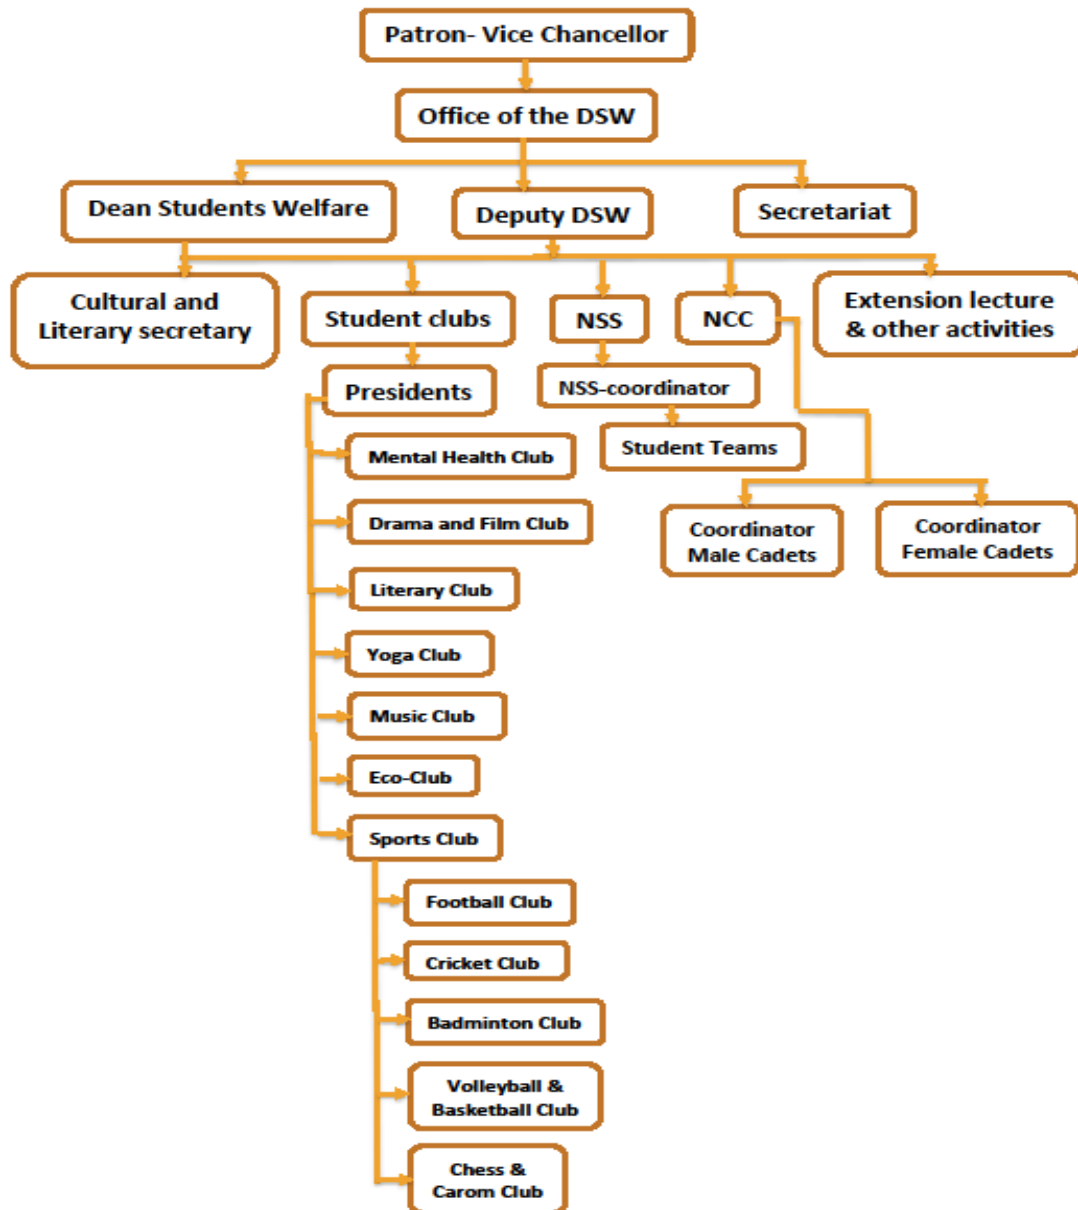 Patron- Vice Chancellor
Office of the DSW
Dean Students Welfare
Deputy DSW
Secretariat
Cultural and
Literary secretary
Student clubs
NSS
NCC
Extension lecture
& other activities
Presidents
NSS-coordinator
Student Teams
Mental Health Club
Drama and Film Club
Coordinator
Male Cadets
Coordinator
Female Cadets
Literary Club
Yoga Club
Music Club
Eco-Club
Sports Club
Football Club
Cricket Club
Badminton Club
Volleyball &
Basketball Club
Chess &
Carom Club